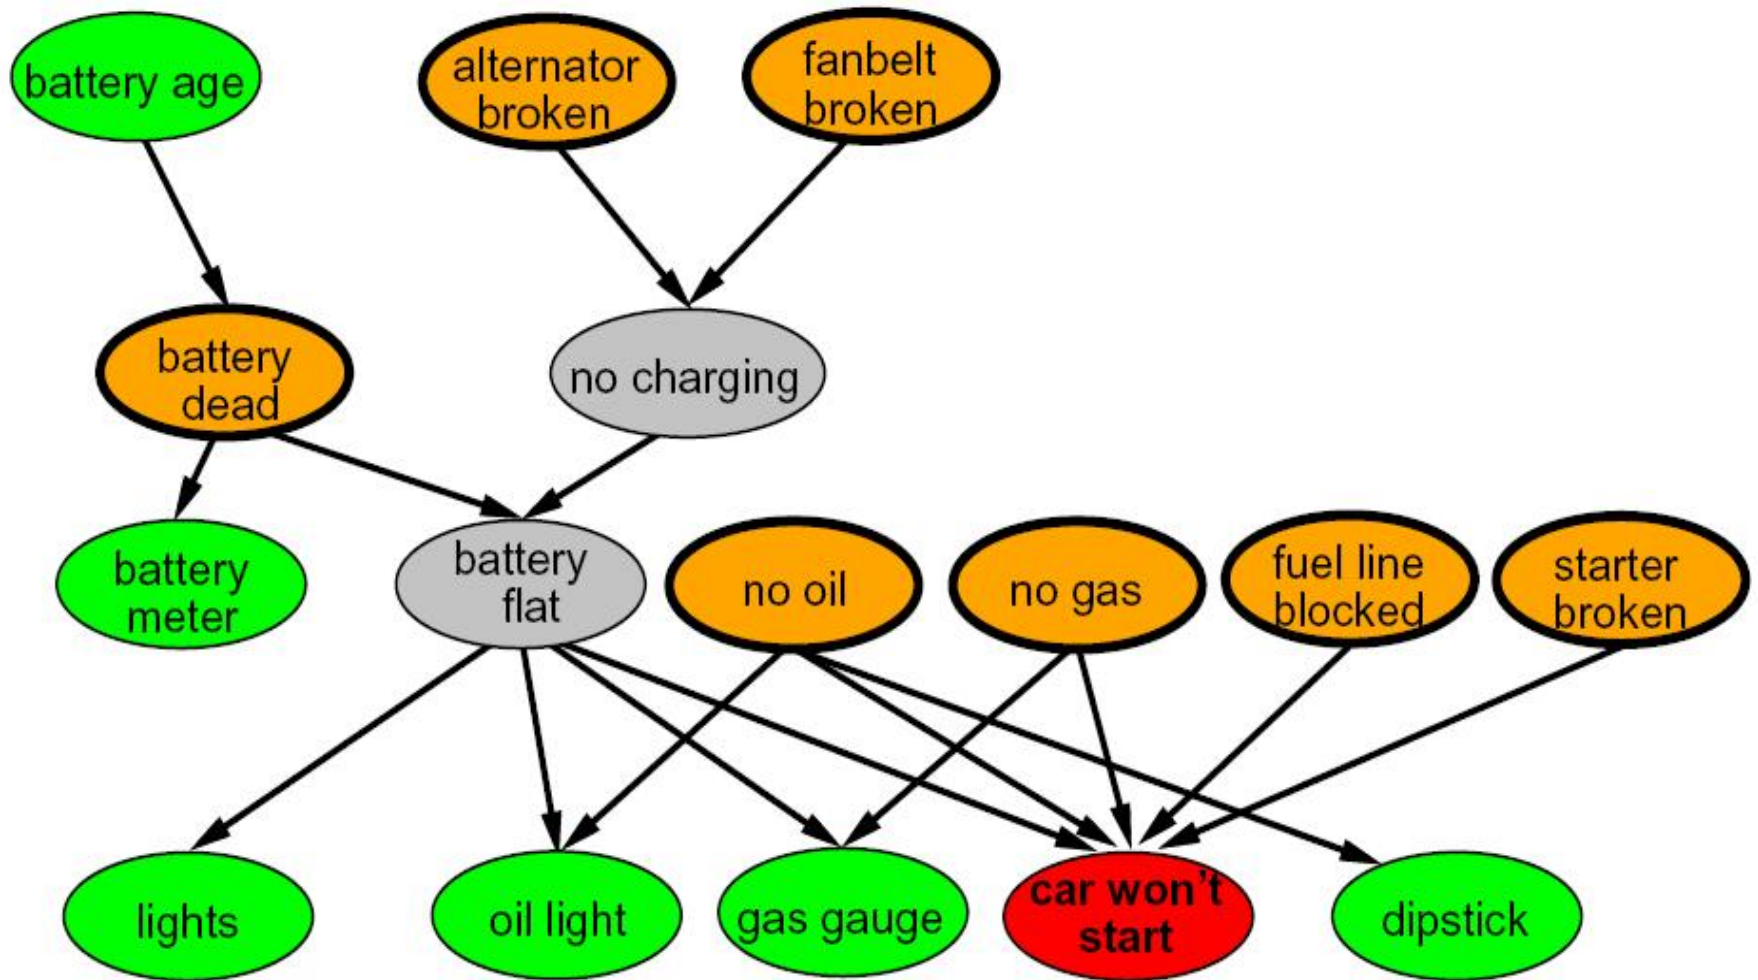 battery age
alternator
broken
fanbelt
broken
battery
dead
no charging
battery
meter
battery
flat
no oil
no gas
fuel line
blocked
starter
broken
lights
oil light
gas gauge
car won't
start
dipstick